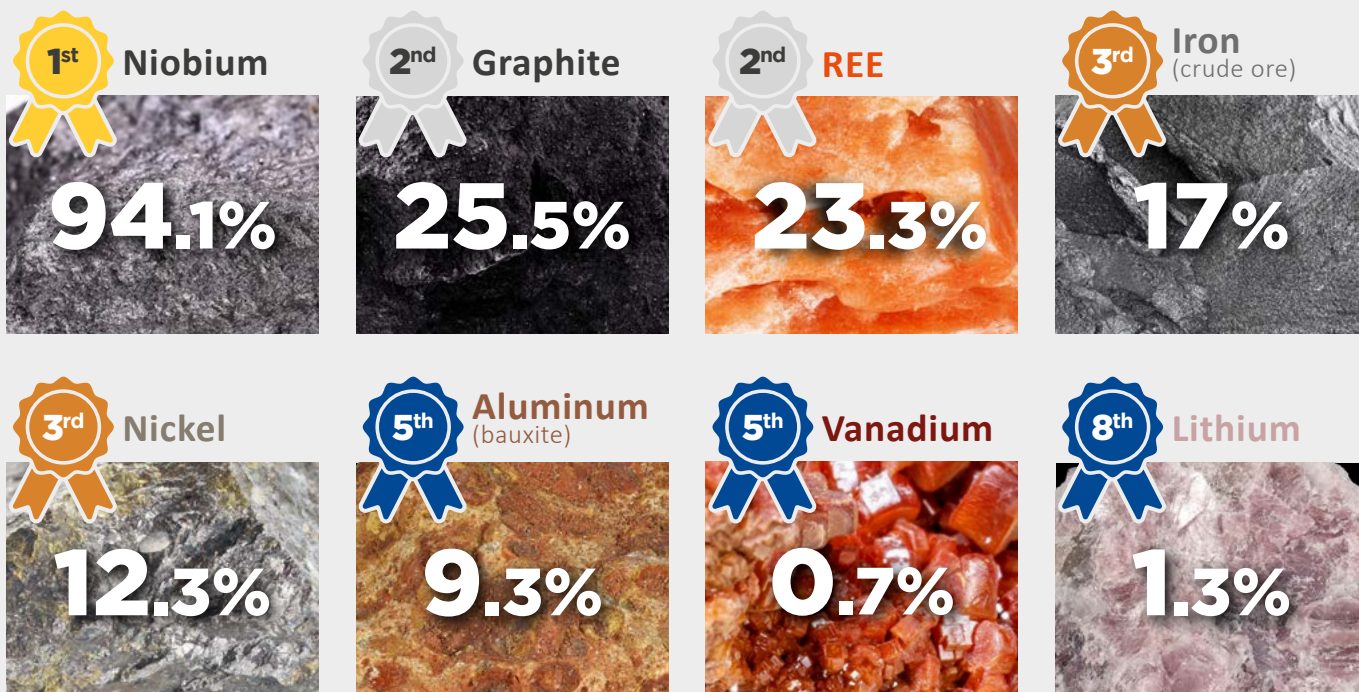 1st Niobium
94.1%
2nd Graphite
25.5%
2nd REE
23.3%
3rd Iron
(crude ore)
17%
3rd Nickel
12.3%
5th Aluminum
(bauxite)
9.3%
5th Vanadium
0.7%
8th Lithium
1.3%